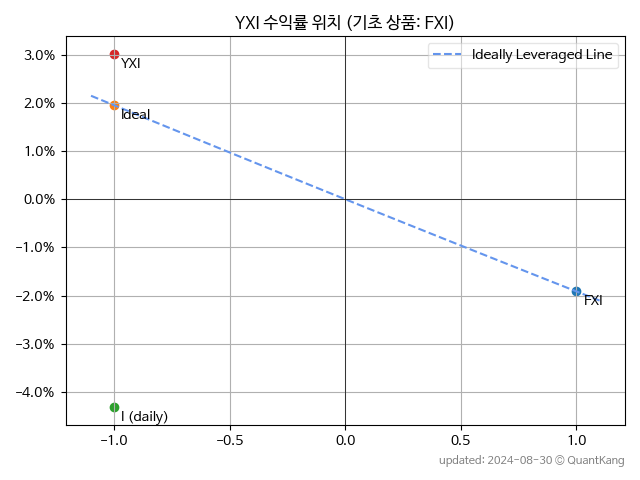 YXI 수익률 위치 (기초 상품: FXI)
Ideally Leveraged Line
3.0%
2.0%
1.0%
0.0%
-1.0%
-2.0%
-3.0%
-4.0%
YXI
Ideal
FXI
I (daily)
-1.0
-0.5
0.0
0.5
1.0
updated: 2024-08-30 © QuantKang